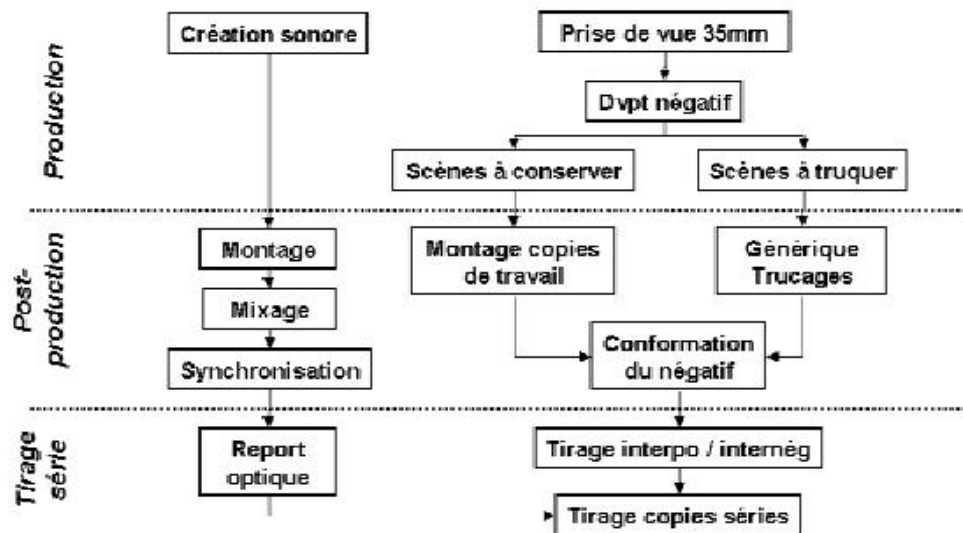 Production
Création sonore
Prise de vue 35mm
Dvpt négatif
Scènes à conserver
Scènes à truquer
Post-
production
Montage
Mixage
Synchronisation
Montage copies
de travail
Générique
Trucages
Conformation
du négatif
Tirage
série
Report
optique
Tirage interpo / internég
Tirage copies séries